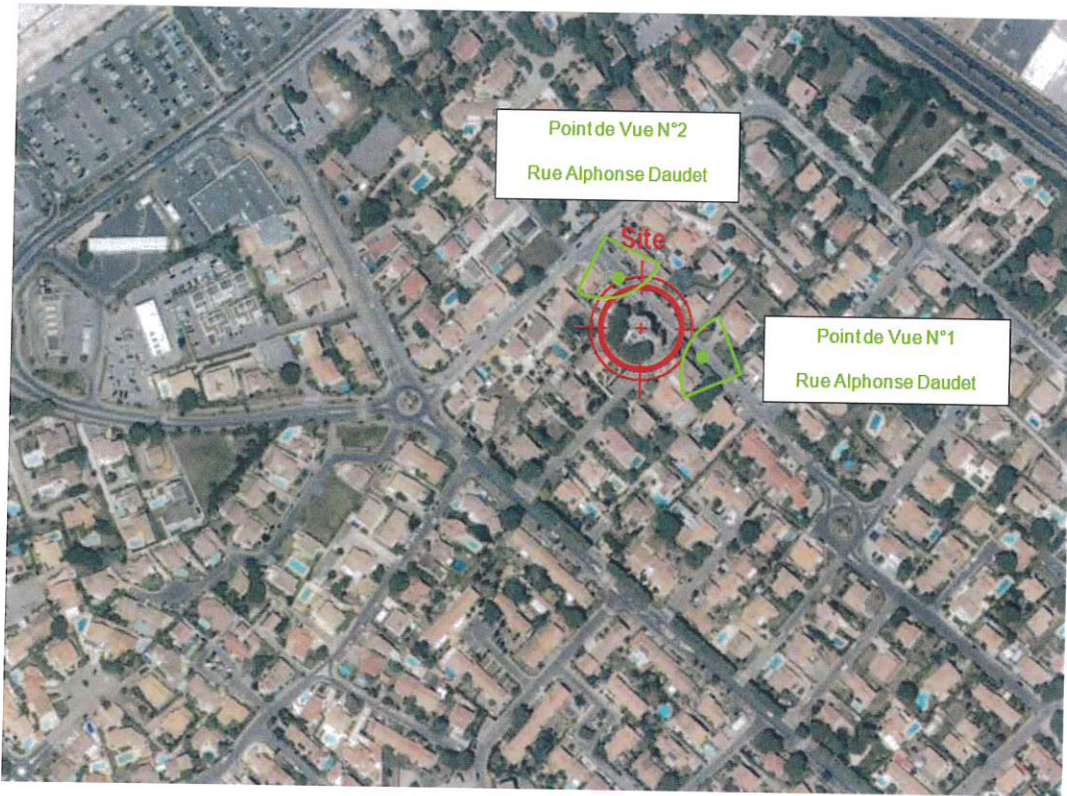 Point de Vue N°2
Rue Alphonse Daudet
Site
Point de Vue N°1
Rue Alphonse Daudet